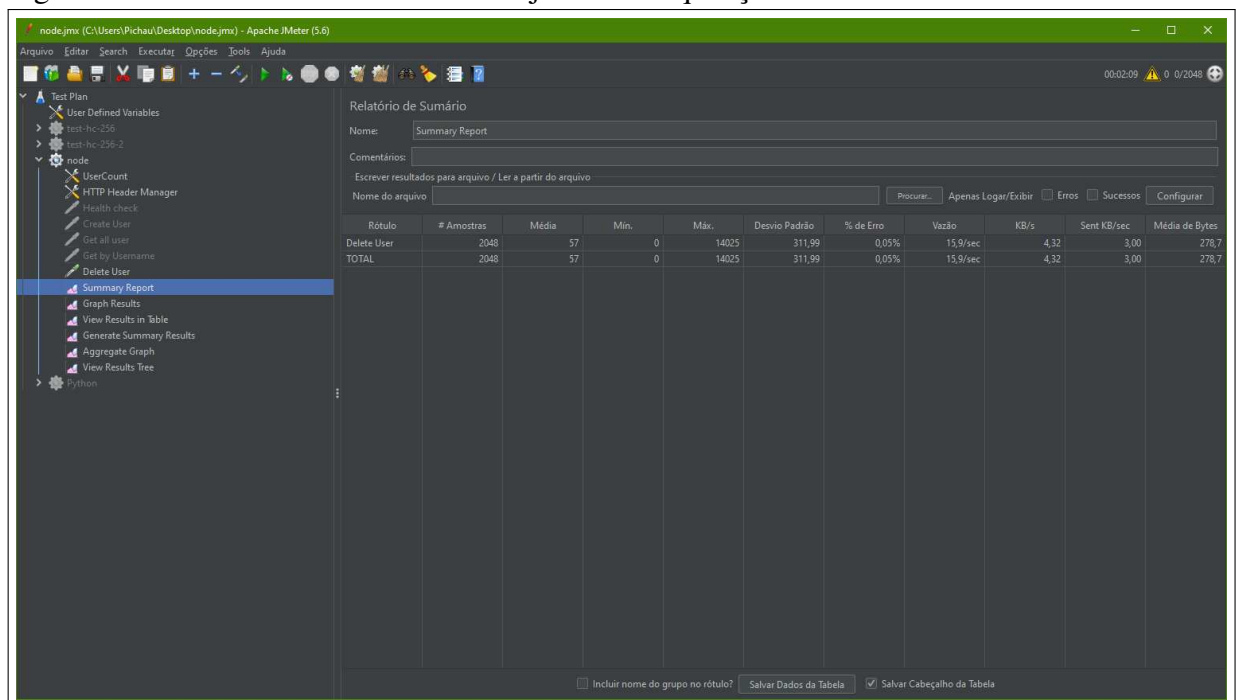 node.jmx (C:\Users\Pichau\Desktop\node.jmx) - Apache JMeter (5.6)
Arquivo Editar Search Executar Opções Tools Ajuda
00:02:09 0 0/2048
Test Plan
User Defined Variables
test-hc-256
test-hc-256-2
node
UserCount
HTTP Header Manager
Health check
Create User
Get all user
Get by Username
Delete User
Summary Report
Graph Results
View Results in Table
Generate Summary Results
Aggregate Graph
View Results Tree
Python
Relatório de Sumário
Nome: Summary Report
Comentários:
Escrever resultados para arquivo / Ler a partir do arquivo
Nome do arquivo Procurar... Apenas Logar/Exibir Erros Sucessos Configurar
Rótulo # Amostras Média Mín. Máx. Desvio Padrão % de Erro Vazão KB/s Sent KB/sec Média de Bytes
Delete User 2048 57 0 14025 311,99 0,05% 15,9/sec 4,32 3,00 278,7
TOTAL 2048 57 0 14025 311,99 0,05% 15,9/sec 4,32 3,00 278,7
Incluir nome do grupo no rótulo? Salvar Dados da Tabela Salvar Cabeçalho da Tabela